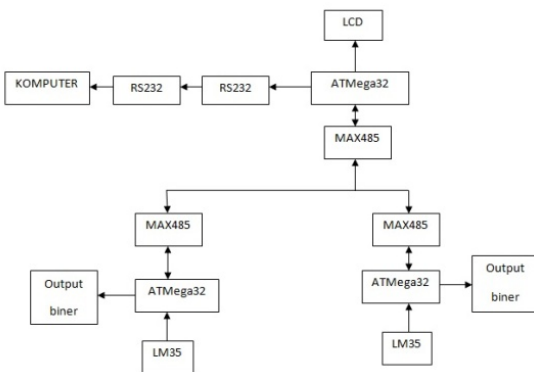 LCD
KOMPUTER
RS232
RS232
ATMega32
MAX485
MAX485
MAX485
Output
biner
ATMega32
ATMega32
Output
biner
LM35
LM35